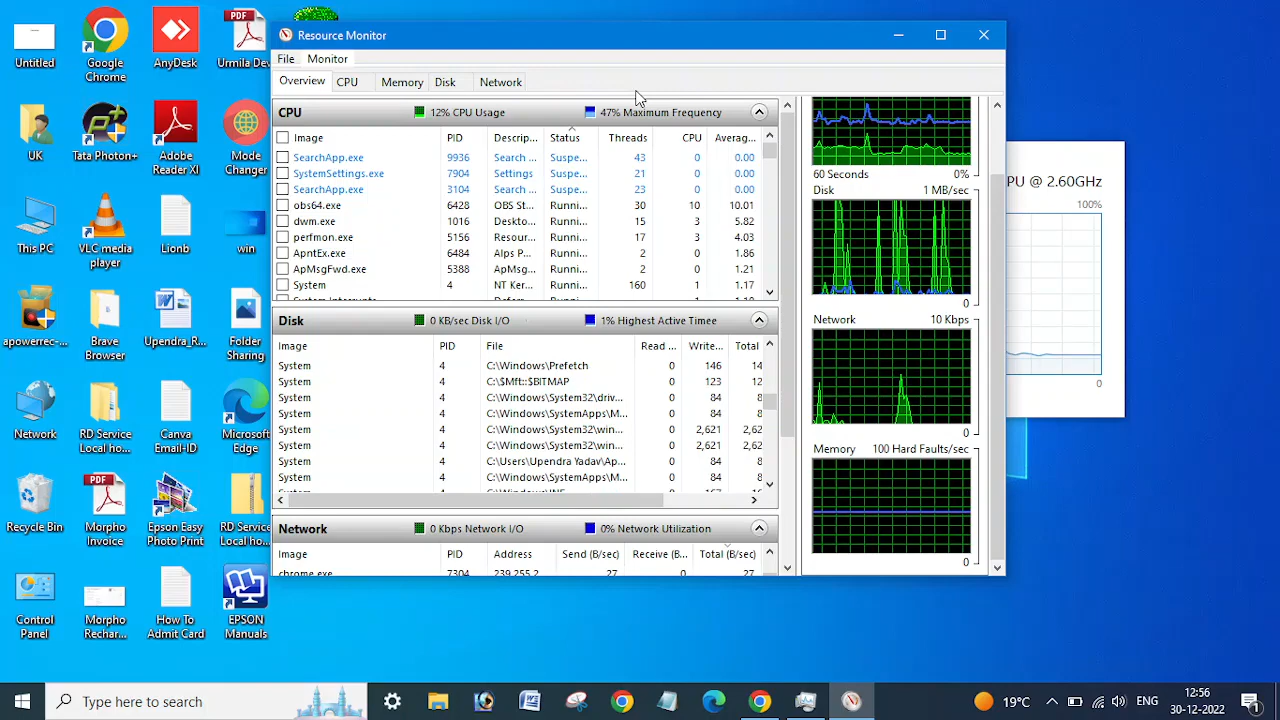 Untitled
Google Chrome
AnyDesk
PDF
Urmila Dev
UK
Tata Photon+
Adobe Reader XI
Mode Changer
This PC
VLC media player
Lionb
win
apowerrec-...
Brave Browser
Upendra_R...
Folder Sharing
Network
RD Service Local ho...
Canva Email-ID
Microsoft Edge
Recycle Bin
PDF
Morpho Invoice
Epson Easy Photo Print
RD Service Local ho...
Control Panel
Morpho Rechar...
How To Admit Card
EPSON Manuals
Resource Monitor
File Monitor
Overview CPU Memory Disk Network
CPU 12% CPU Usage 47% Maximum Frequency
Image PID Descrip... Status Threads CPU Averag...
SearchApp.exe 9936 Search ... Suspe... 43 0 0.00
SystemSettings.exe 7904 Settings Suspe... 21 0 0.00
SearchApp.exe 3104 Search ... Suspe... 23 0 0.00
obs64.exe 6428 OBS St... Runni... 30 10 10.01
dwm.exe 1016 Deskto... Runni... 15 3 5.82
perfmon.exe 5156 Resour... Runni... 17 3 4.03
ApntEx.exe 6484 Alps P... Runni... 2 0 1.86
ApMsgFwd.exe 5388 ApMsg... Runni... 2 0 1.21
System 4 NT Ker... Runni... 160 1 1.17
Disk 0 KB/sec Disk I/O 1% Highest Active Timee
Image PID File Read ... Write... Total
System 4 C:\Windows\Prefetch 0 146 14
System 4 C:\$Mft::$BITMAP 0 123 12
System 4 C:\Windows\System32\driv... 0 84 8
System 4 C:\Windows\SystemApps\M... 0 84 8
System 4 C:\Windows\System32\win... 0 2,621 2,62
System 4 C:\Windows\System32\win... 0 2,621 2,62
System 4 C:\Users\Upendra Yadav\Ap... 0 84 8
System 4 C:\Windows\SystemApps\M... 0 84 8
Network 0 Kbps Network I/O 0% Network Utilization
Image PID Address Send (B/sec) Receive (B... Total (B/sec)
chrome.exe 7304 239.255.2... 27 0 27
60 Seconds 0%
Disk 1 MB/sec
0
Network 10 Kbps
0
Memory 100 Hard Faults/sec
0
PU @ 2.60GHz
100%
0
Type here to search
19°C
ENG
12:56
30-12-2022
1